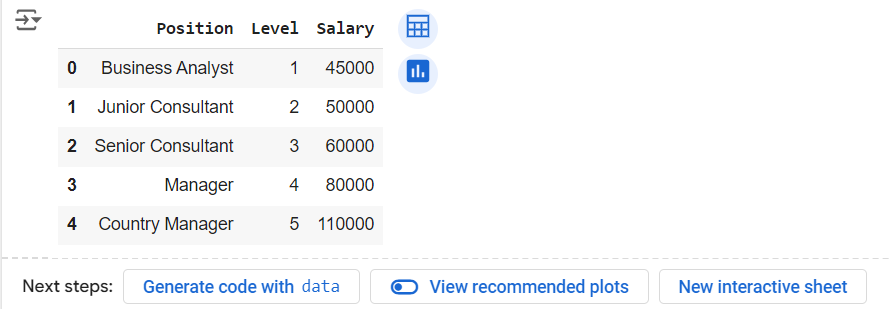 Position Level Salary
0 Business Analyst 1 45000
1 Junior Consultant 2 50000
2 Senior Consultant 3 60000
3 Manager 4 80000
4 Country Manager 5 110000
Next steps: Generate code with data View recommended plots New interactive sheet